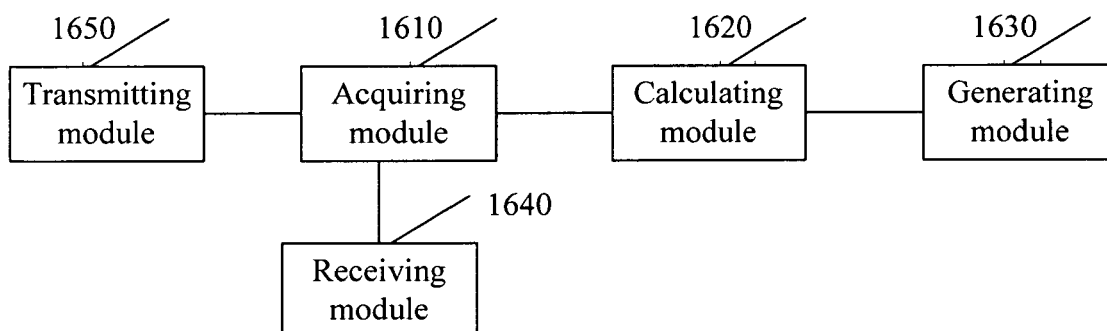 1650
1610
1620
1630
Transmitting
module
Acquiring
module
Calculating
module
Generating
module
1640
Receiving
module